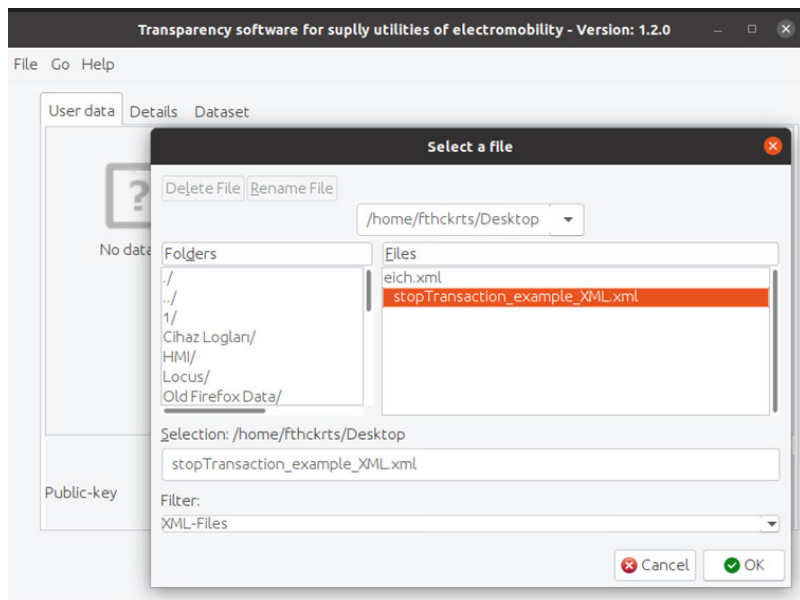 Transparency software for suplly utilities of electromobility - Version: 1.2.0
File Go Help
User data Details Dataset
Select a file
Delete File Rename File
/home/fthckrts/Desktop
No data
Folders Files
./ eich.xml
../ stopTransaction_example_XML.xml
1/
Cihaz Logları/
HMI/
Locus/
Old Firefox Data/
Selection: /home/fthckrts/Desktop
stopTransaction_example_XML.xml
Public-key
Filter:
XML-Files
Cancel OK